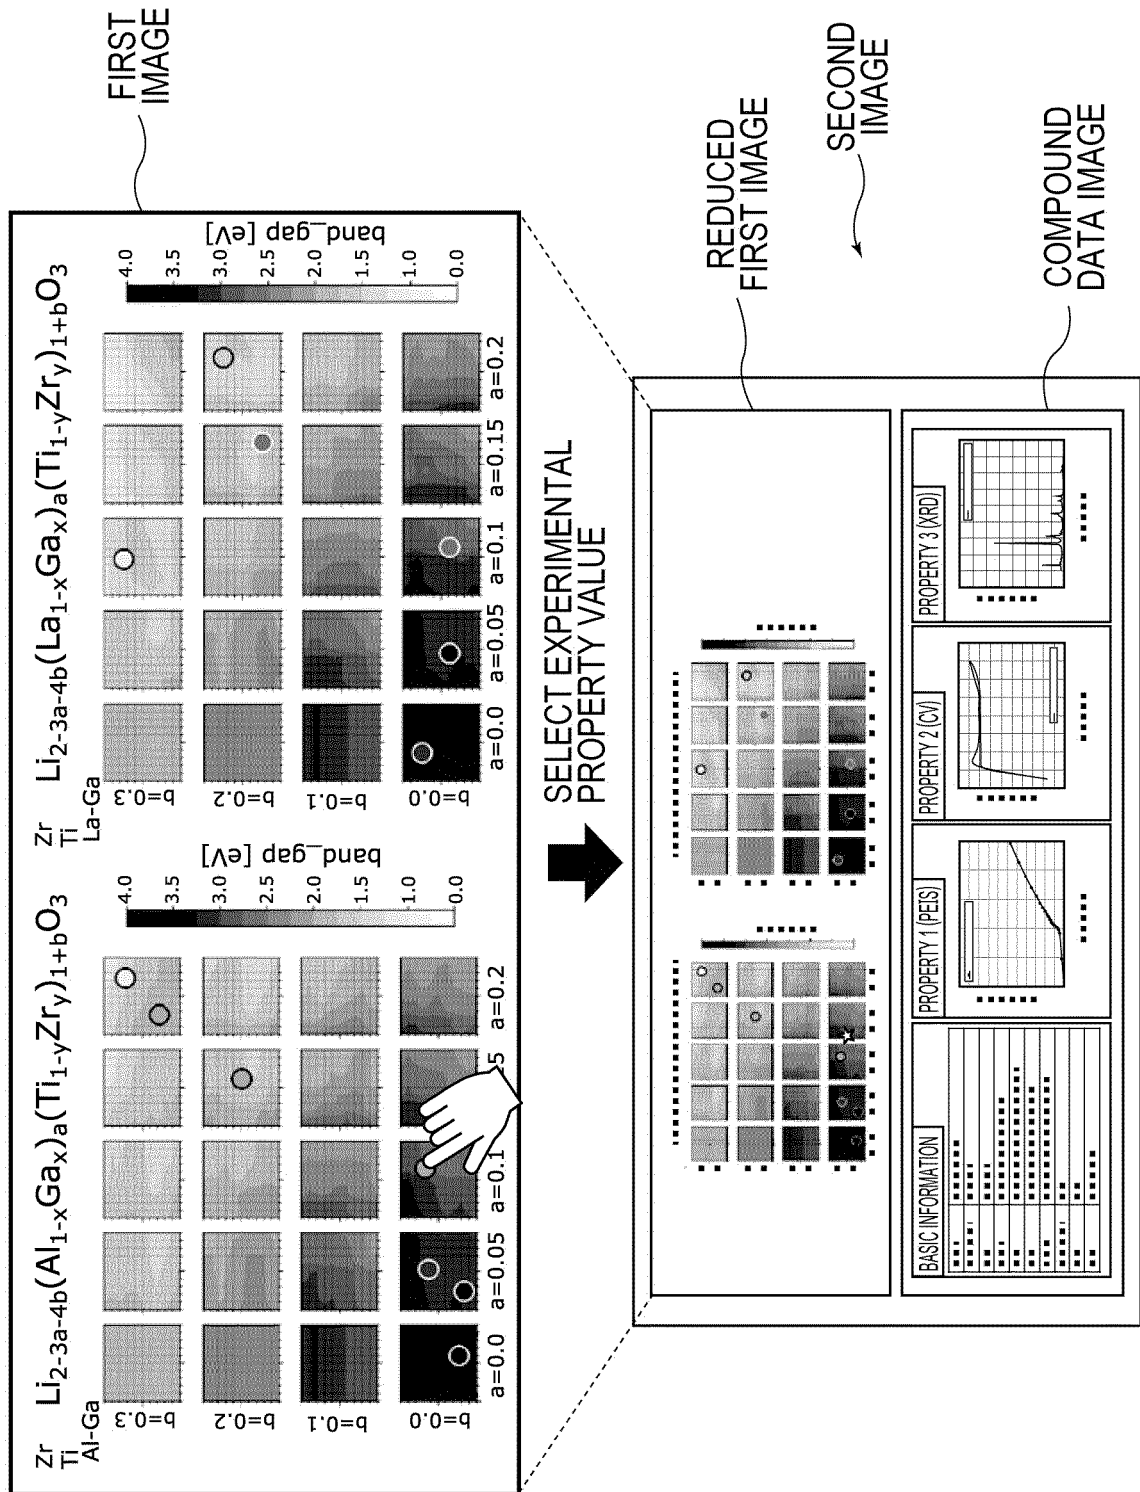 FIRST
IMAGE
Zr
Ti
Al-Ga
Li2-3a-4b(Al1-xGax)a(Ti1-yZry)1+bO3
b=0.3
b=0.2
b=0.1
b=0.0
a=0.0
a=0.05
a=0.1
a=0.2
4.0
3.5
3.0
2.5
2.0
1.5
1.0
0.0
band_gap [eV]
Zr
Ti
La-Ga
Li2-3a-4b(La1-xGax)a(Ti1-yZry)1+bO3
b=0.3
b=0.2
b=0.1
b=0.0
a=0.0
a=0.05
a=0.1
a=0.15
a=0.2
4.0
3.5
3.0
2.5
2.0
1.5
1.0
0.0
band_gap [eV]
SELECT EXPERIMENTAL
PROPERTY VALUE
REDUCED
FIRST IMAGE
SECOND
IMAGE
COMPOUND
DATA IMAGE
BASIC INFORMATION
PROPERTY 1 (PEIS)
PROPERTY 2 (CV)
PROPERTY 3 (XRD)